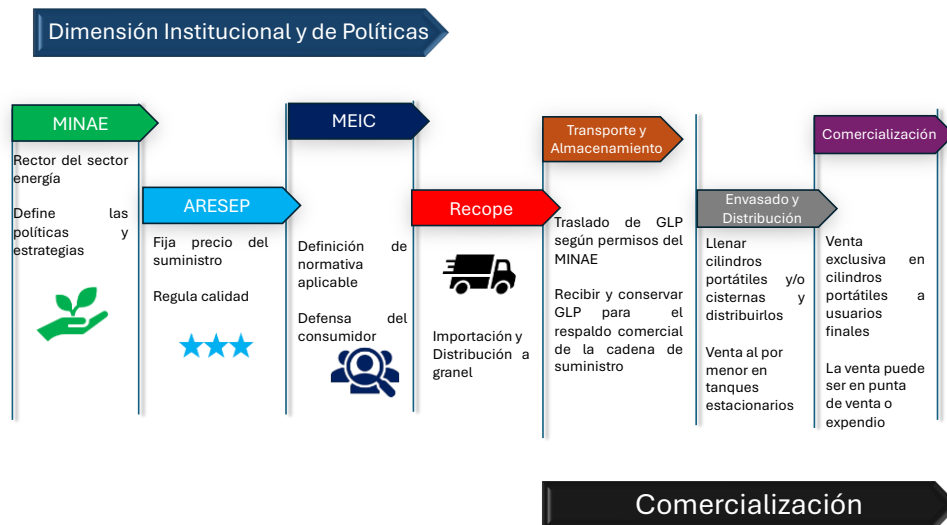 Dimensión Institucional y de Políticas
MINAE
Rector del sector
energía
Define las
políticas y
estrategias
ARESEP
Fija precio del
suministro
Regula calidad
MEIC
Definición de
normativa
aplicable
Defensa del
consumidor
Recope
Importación y
Distribución a
granel
Transporte y
Almacenamiento
Traslado de GLP
según permisos del
MINAE
Recibir y conservar
GLP para el
respaldo comercial
de la cadena de
suministro
Envasado y
Distribución
Llenar
cilindros
portátiles y/o
cisternas y
distribuirlos
Venta al por
menor en
tanques
estacionarios
Comercialización
Venta
exclusiva en
cilindros
portátiles a
usuarios
finales
La venta puede
ser en punta
de venta o
expendio
Comercialización